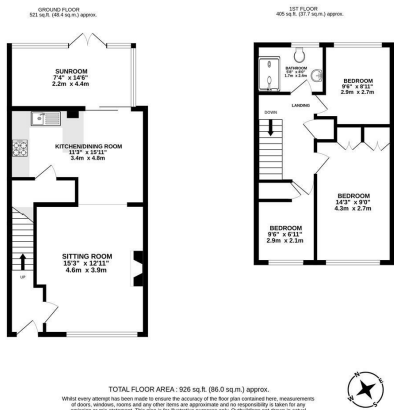 GROUND FLOOR
521 sq.ft. (48.4 sq.m.) approx.
SUNROOM
7'4" x 14'6"
2.2m x 4.4m
KITCHEN/DINING ROOM
11'3" x 15'11"
3.4m x 4.8m
SITTING ROOM
15'3" x 12'11"
4.6m x 3.9m
UP
1ST FLOOR
405 sq.ft. (37.7 sq.m.) approx.
BATHROOM
1.7m x
BEDROOM
9'6" x 8'11"
2.9m x 2.7m
LANDING
DOWN
BEDROOM
14'3" x 9'0"
4.3m x 2.7m
BEDROOM
9'6" x 6'11"
2.9m x 2.1m
TOTAL FLOOR AREA : 926 sq.ft. (86.0 sq.m.) approx.
Whilst every attempt has been made to ensure the accuracy of the floor plan contained here, measurements
of doors, windows, rooms and any other items are approximate and no responsibility is taken for any
N
E
S
W